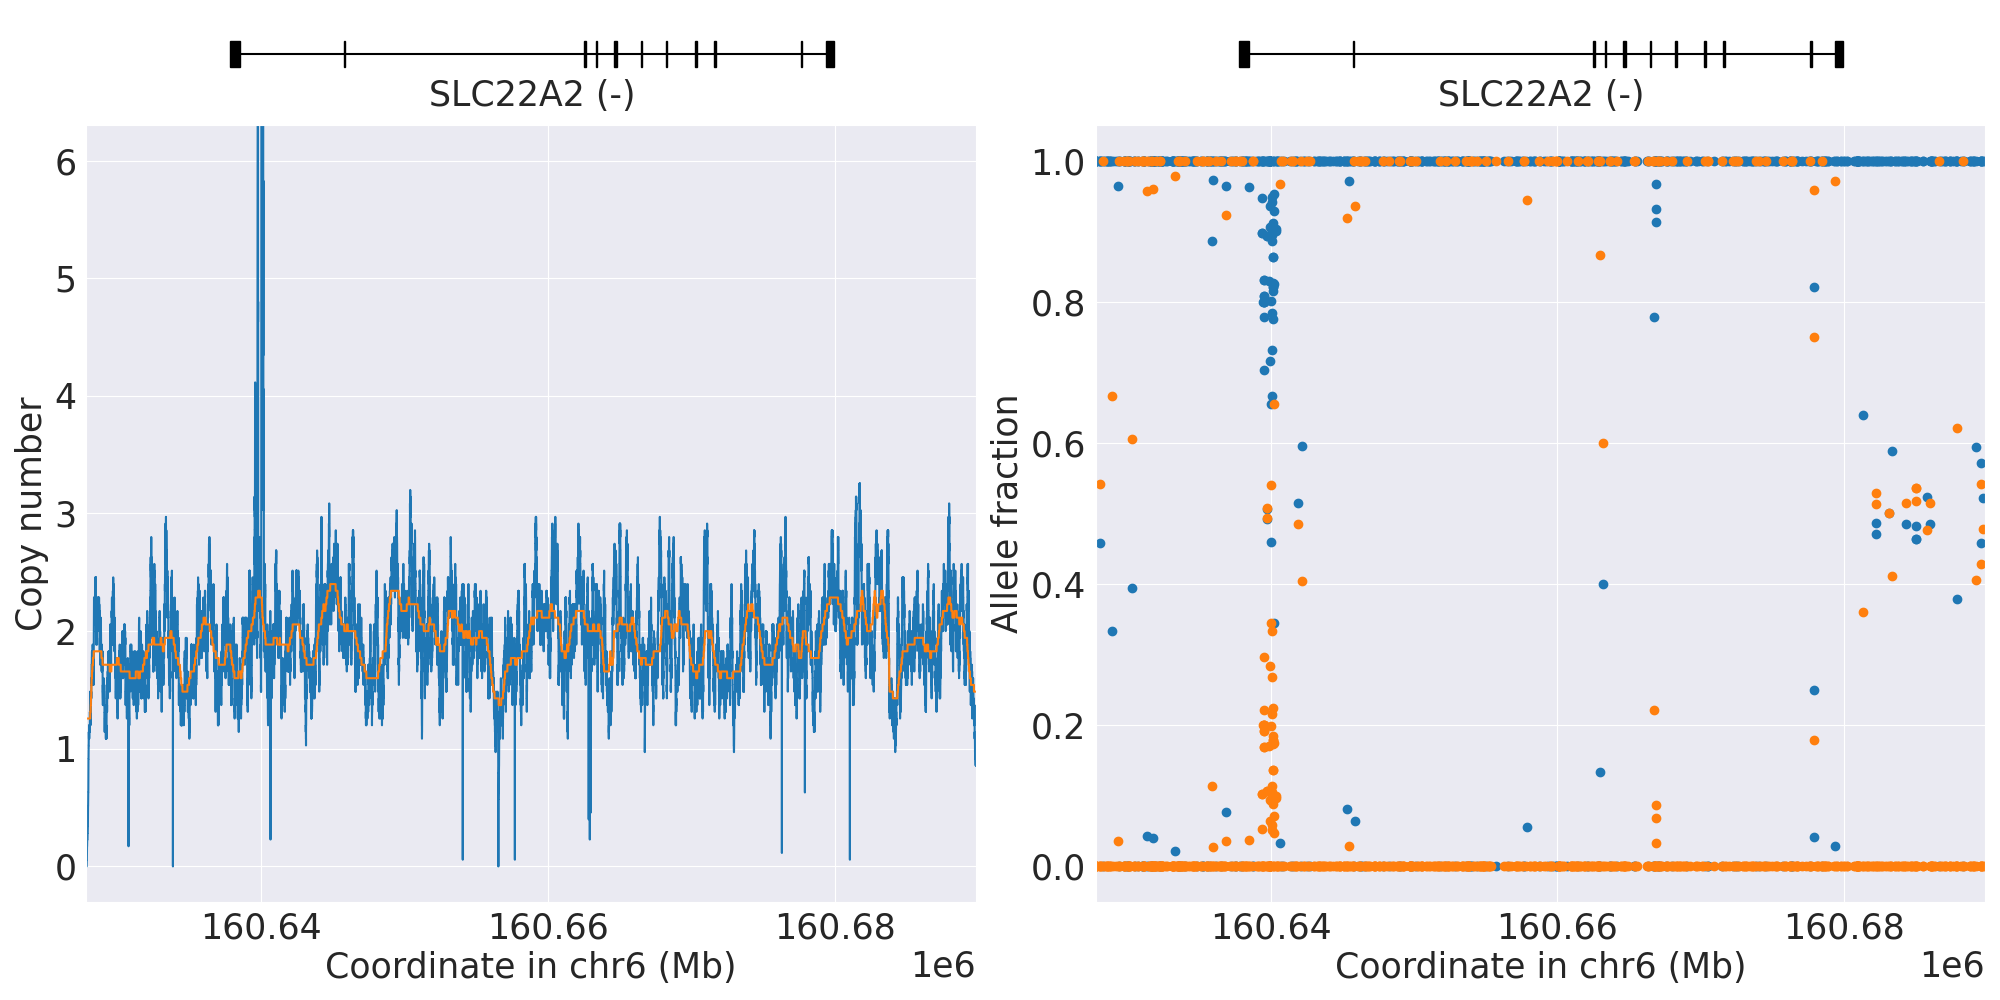 SLC22A2 (-)
6
5
4
3
2
1
0
Copy number
160.64 160.66 160.68
Coordinate in chr6 (Mb)
1e6
SLC22A2 (-)
1.0
0.8
0.6
0.4
0.2
0.0
Allele fraction
160.64 160.66 160.68
Coordinate in chr6 (Mb)
1e6